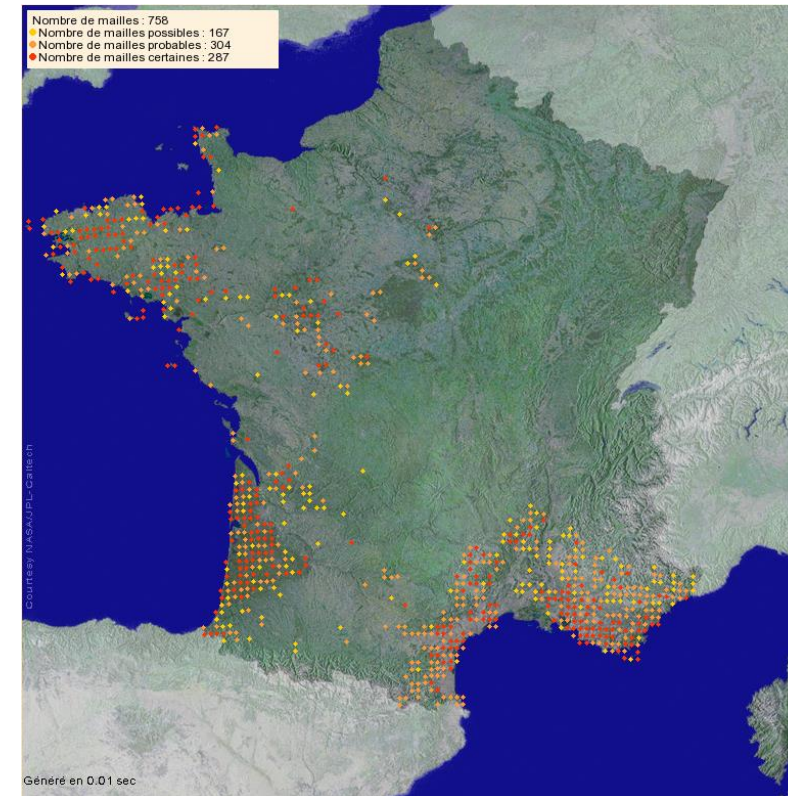 Nombre de mailles : 758
Nombre de mailles possibles : 167
Nombre de mailles probables : 304
Nombre de mailles certaines : 287
Courtesy NASA/JPL-Caltech
Généré en 0.01 sec